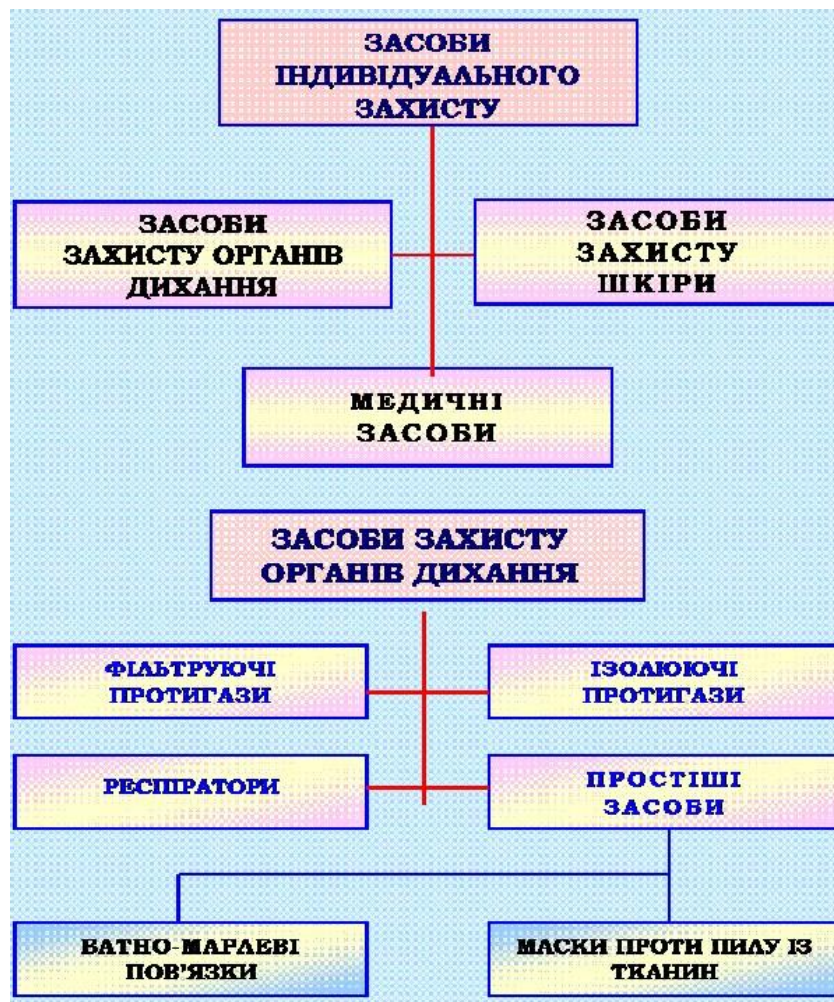 ЗАСОБИ
ІНДИВІДУАЛЬНОГО
ЗАХИСТУ
ЗАСОБИ
ЗАХИСТУ ОРГАНІВ
ДИХАННЯ
ЗАСОБИ
ЗАХИСТУ
ШКІРИ
МЕДИЧНІ
ЗАСОБИ
ЗАСОБИ ЗАХИСТУ
ОРГАНІВ ДИХАННЯ
ФІЛЬТРУЮЧІ
ПРОТИГАЗИ
ІЗОЛЮЮЧІ
ПРОТИГАЗИ
РЕСПІРАТОРИ
ПРОСТІШІ
ЗАСОБИ
ВАТНО-МАРЛЕВІ
ПОВ'ЯЗКИ
МАСКИ ПРОТИ ПИЛУ ІЗ
ТКАНИН